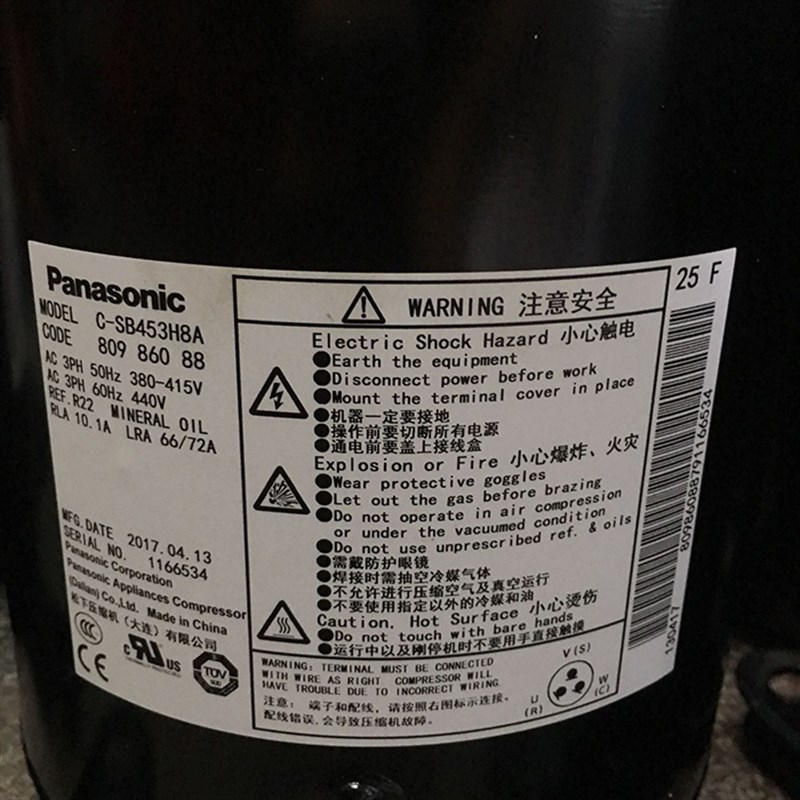 Panasonic
MODEL C-SB453H8A
CODE 809 860 88
AC 3PH 50Hz 380-415V
AC 3PH 60Hz 440V
REF.R22 MINERAL OIL
RLA 10.1A LRA 66/72A
MFG.DATE 2017.04.13
SERIAL NO. 1166534
Panasonic Corporation
Panasonic Appliances Compressor
(Dalian) Co.,Ltd. Made in China
松下压缩机（大连）有限公司
CCC
CE
c RU US
TÜV
SÜD
WARNING 注意安全
Electric Shock Hazard 小心触电
●Earth the equipment
●Disconnect power before work
●Mount the terminal cover in place
●机器一定要接地
●操作前要切断所有电源
●通电前要盖上接线盒
Explosion or Fire 小心爆炸、火灾
●Wear protective goggles
●Let out the gas before brazing
●Do not operate in air compression
or under the vacuumed condition
●Do not use unprescribed ref. & oils
●需戴防护眼镜
●焊接时需抽空冷媒气体
●不允许进行压缩空气及真空运行
●不要使用指定以外的冷媒和油
Caution. Hot Surface 小心烫伤
●Do not touch with bare hands
●运行中以及刚停机时不要用手直接触摸
WARNING: TERMINAL MUST BE CONNECTED
WITH WIRE AS RIGHT COMPRESSOR WILL
HAVE TROUBLE DUE TO INCORRECT WIRING.
注意: 端子和配线, 请按照右图标示连接。
配线错误,会导致压缩机故障。
V(S)
U
(R)
W
(C)
25 F
809860887911166534
130417